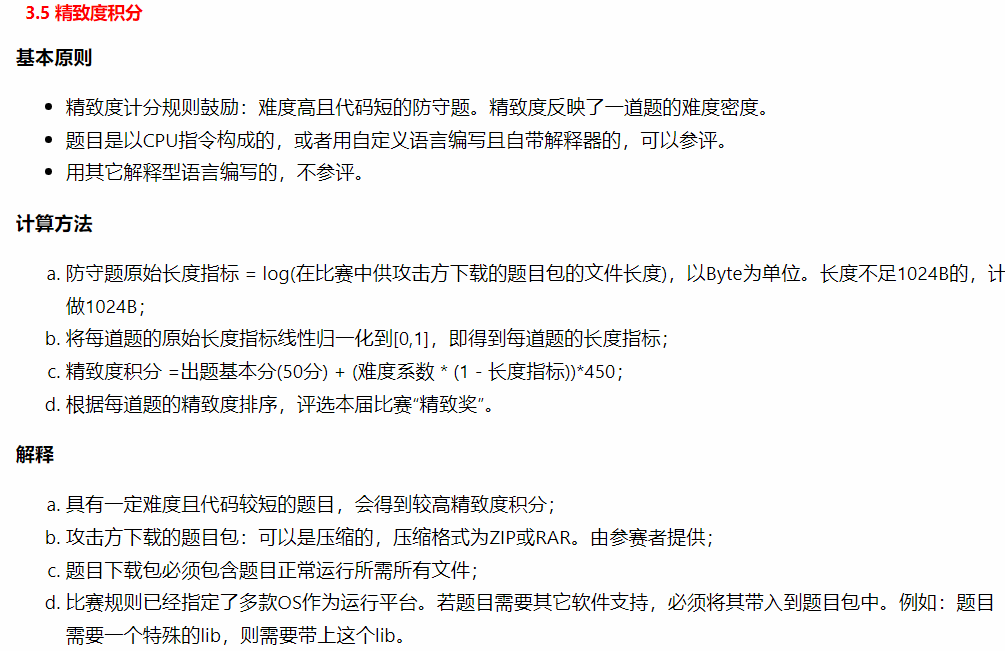 3.5 精致度积分
基本原则
• 精致度计分规则鼓励：难度高且代码短的防守题。精致度反映了一道题的难度密度。
• 题目是以CPU指令构成的，或者用自定义语言编写且自带解释器的，可以参评。
• 用其它解释型语言编写的，不参评。
计算方法
a. 防守题原始长度指标 = log(在比赛中供攻击方下载的题目包的文件长度)，以Byte为单位。长度不足1024B的，计
做1024B；
b. 将每道题的原始长度指标线性归一化到[0,1]，即得到每道题的长度指标；
c. 精致度积分 =出题基本分(50分) + (难度系数 * (1 - 长度指标))*450；
d. 根据每道题的精致度排序，评选本届比赛“精致奖”。
解释
a. 具有一定难度且代码较短的题目，会得到较高精致度积分；
b. 攻击方下载的题目包：可以是压缩的，压缩格式为ZIP或RAR。由参赛者提供；
c. 题目下载包必须包含题目正常运行所需所有文件；
d. 比赛规则已经指定了多款OS作为运行平台。若题目需要其它软件支持，必须将其带入到题目包中。例如：题目
需要一个特殊的lib，则需要带上这个lib。